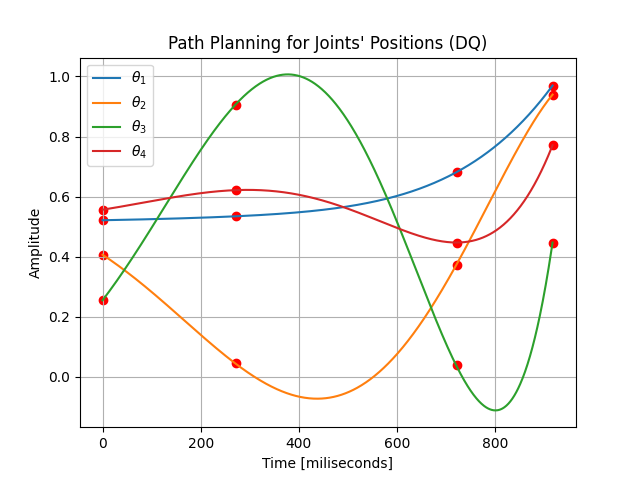 Path Planning for Joints' Positions (DQ)
θ1
θ2
θ3
θ4
1.0
0.8
0.6
0.4
0.2
0.0
Amplitude
0 200 400 600 800
Time [miliseconds]